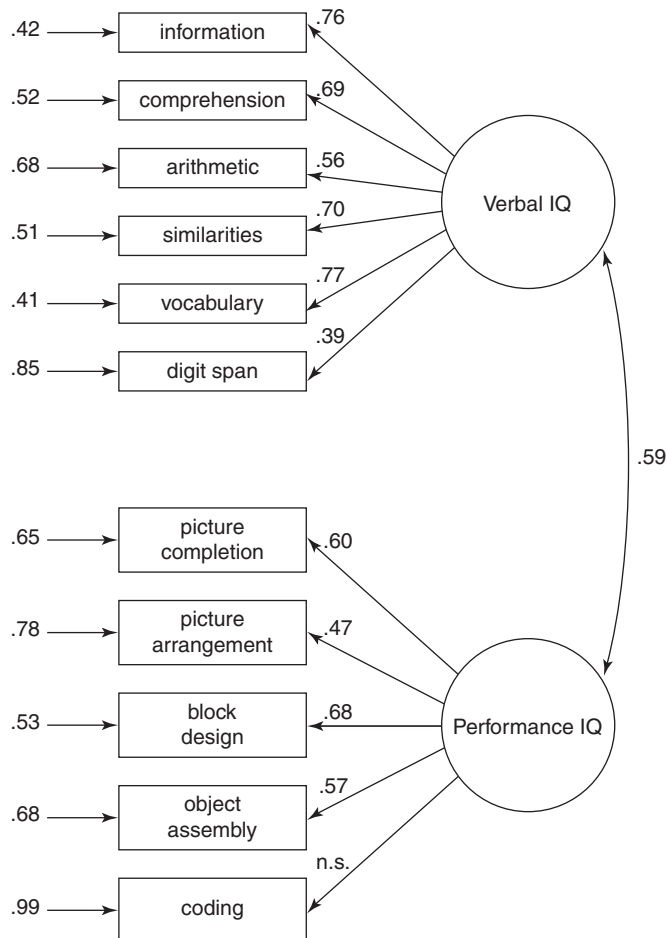 .42
information
.76
.52
comprehension
.69
.68
arithmetic
.56
.51
similarities
.70
.41
vocabulary
.77
.85
digit span
.39
Verbal IQ
.59
.65
picture
completion
.60
.78
picture
arrangement
.47
.53
block
design
.68
.68
object
assembly
.57
.99
coding
n.s.
Performance IQ